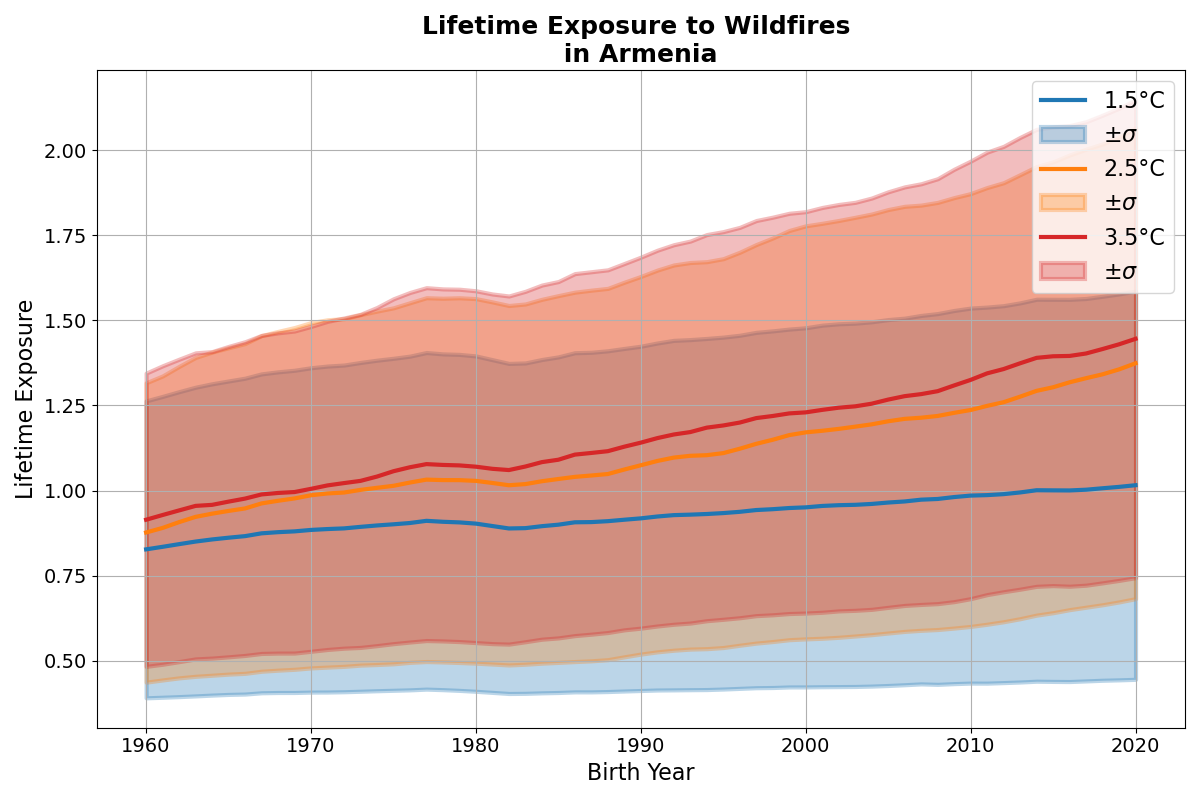 Lifetime Exposure to Wildfires
in Armenia
1.5°C
±σ
2.5°C
±σ
3.5°C
±σ
Lifetime Exposure
2.00
1.75
1.50
1.25
1.00
0.75
0.50
1960 1970 1980 1990 2000 2010 2020
Birth Year